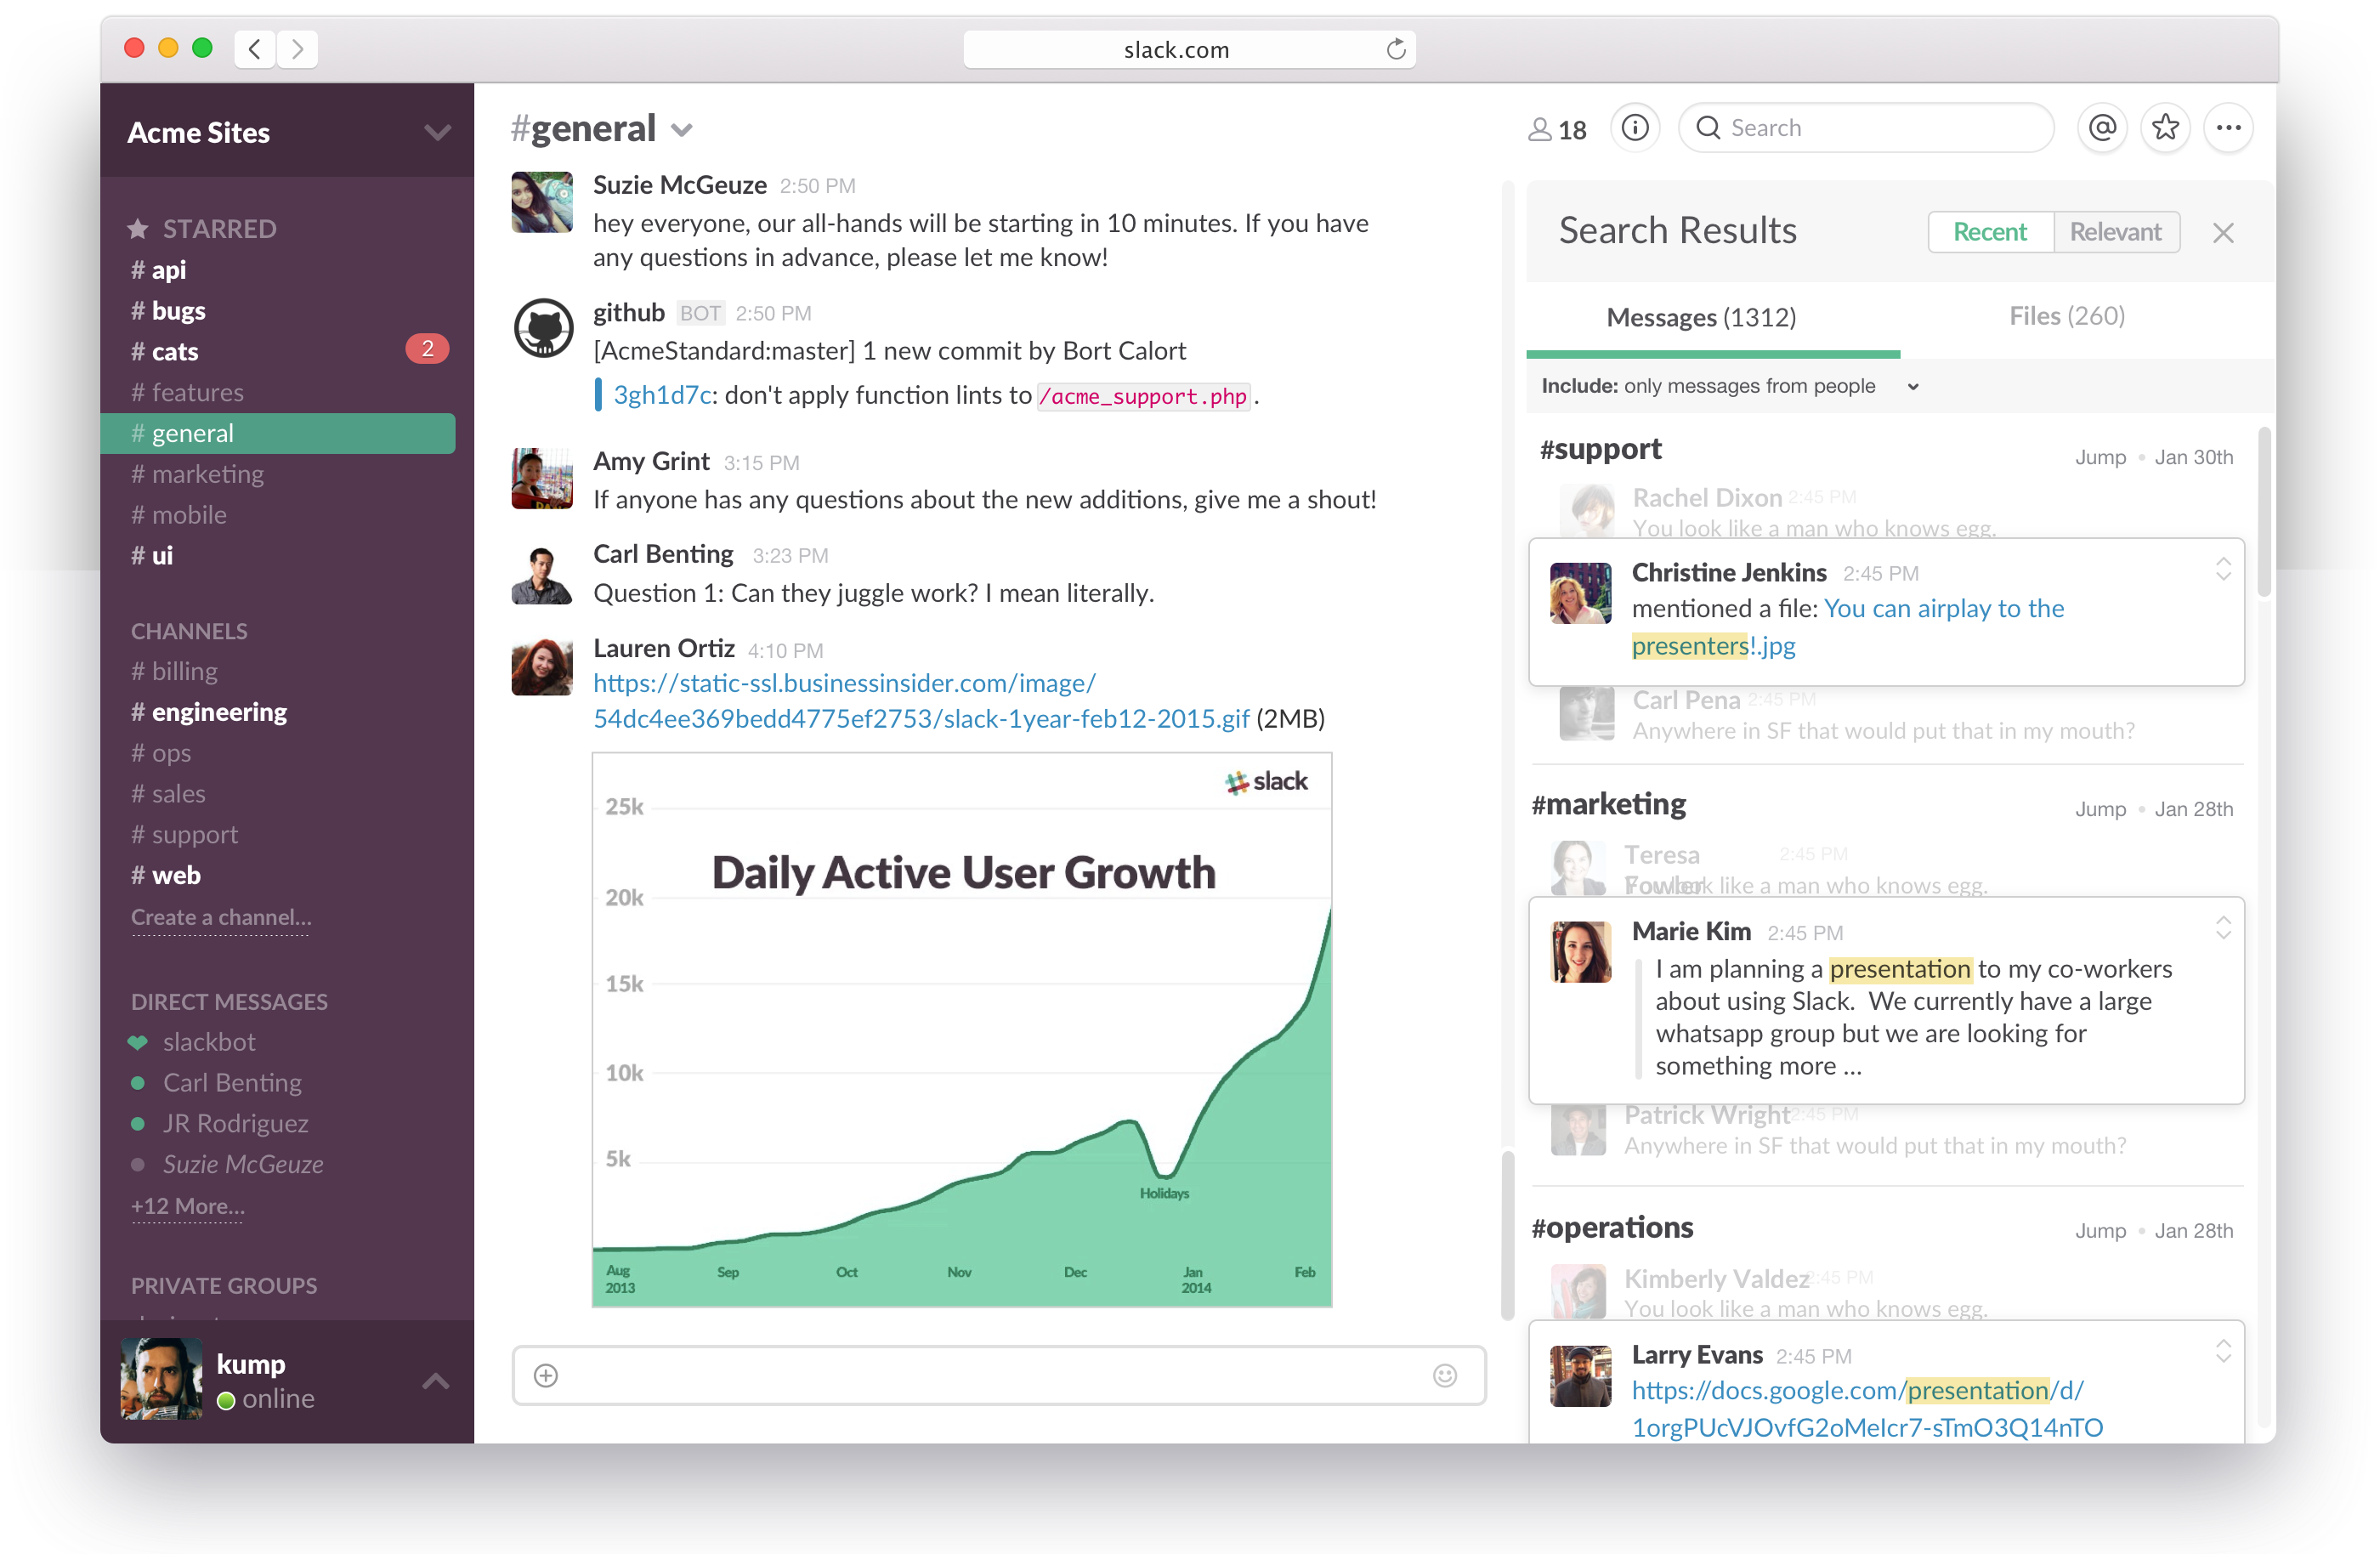 slack.com
Acme Sites
STARRED
# api
# bugs
# cats 2
# features
# general
# marketing
# mobile
# ui
CHANNELS
# billing
# engineering
# ops
# sales
# support
# web
Create a channel...
DIRECT MESSAGES
slackbot
Carl Benting
JR Rodriguez
Suzie McGeuze
+12 More...
PRIVATE GROUPS
kump
online
#general
18
Search
Suzie McGeuze 2:50 PM
hey everyone, our all-hands will be starting in 10 minutes. If you have
any questions in advance, please let me know!
github BOT 2:50 PM
[AcmeStandard:master] 1 new commit by Bort Calort
3gh1d7c: don't apply function lints to /acme_support.php.
Amy Grint 3:15 PM
If anyone has any questions about the new additions, give me a shout!
Carl Benting 3:23 PM
Question 1: Can they juggle work? I mean literally.
Lauren Ortiz 4:10 PM
https://static-ssl.businessinsider.com/image/
54dc4ee369bedd4775ef2753/slack-1year-feb12-2015.gif (2MB)
slack
Daily Active User Growth
25k
20k
15k
10k
5k
Holidays
Aug Sep Oct Nov Dec Jan Feb
2013 2014
Search Results
Recent Relevant
Messages (1312) Files (260)
Include: only messages from people
#support Jump • Jan 30th
Rachel Dixon 2:45 PM
You look like a man who knows egg.
Christine Jenkins 2:45 PM
mentioned a file: You can airplay to the
presenters!.jpg
Carl Pena 2:45 PM
Anywhere in SF that would put that in my mouth?
#marketing Jump • Jan 28th
Teresa 2:45 PM
Fowler
You look like a man who knows egg.
Marie Kim 2:45 PM
I am planning a presentation to my co-workers
about using Slack. We currently have a large
whatsapp group but we are looking for
something more ...
Patrick Wright 2:45 PM
Anywhere in SF that would put that in my mouth?
#operations Jump • Jan 28th
Kimberly Valdez 2:45 PM
You look like a man who knows egg.
Larry Evans 2:45 PM
https://docs.google.com/presentation/d/
1orgPUcVJOvfG2oMeIcr7-sTmO3Q14nTO